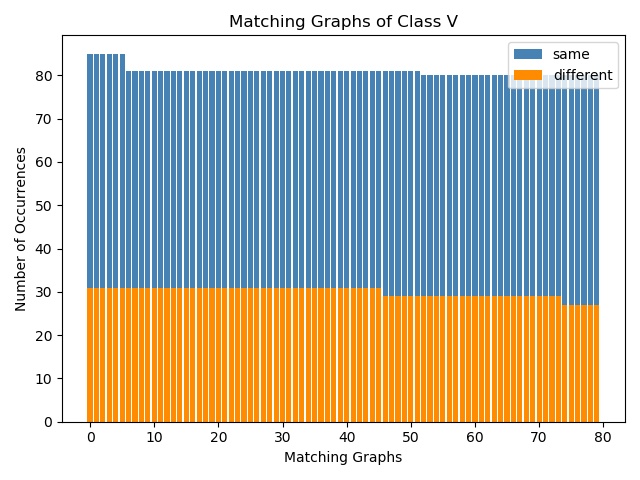 Matching Graphs of Class V
same
different
Number of Occurrences
80
70
60
50
40
30
20
10
0
0 10 20 30 40 50 60 70 80
Matching Graphs